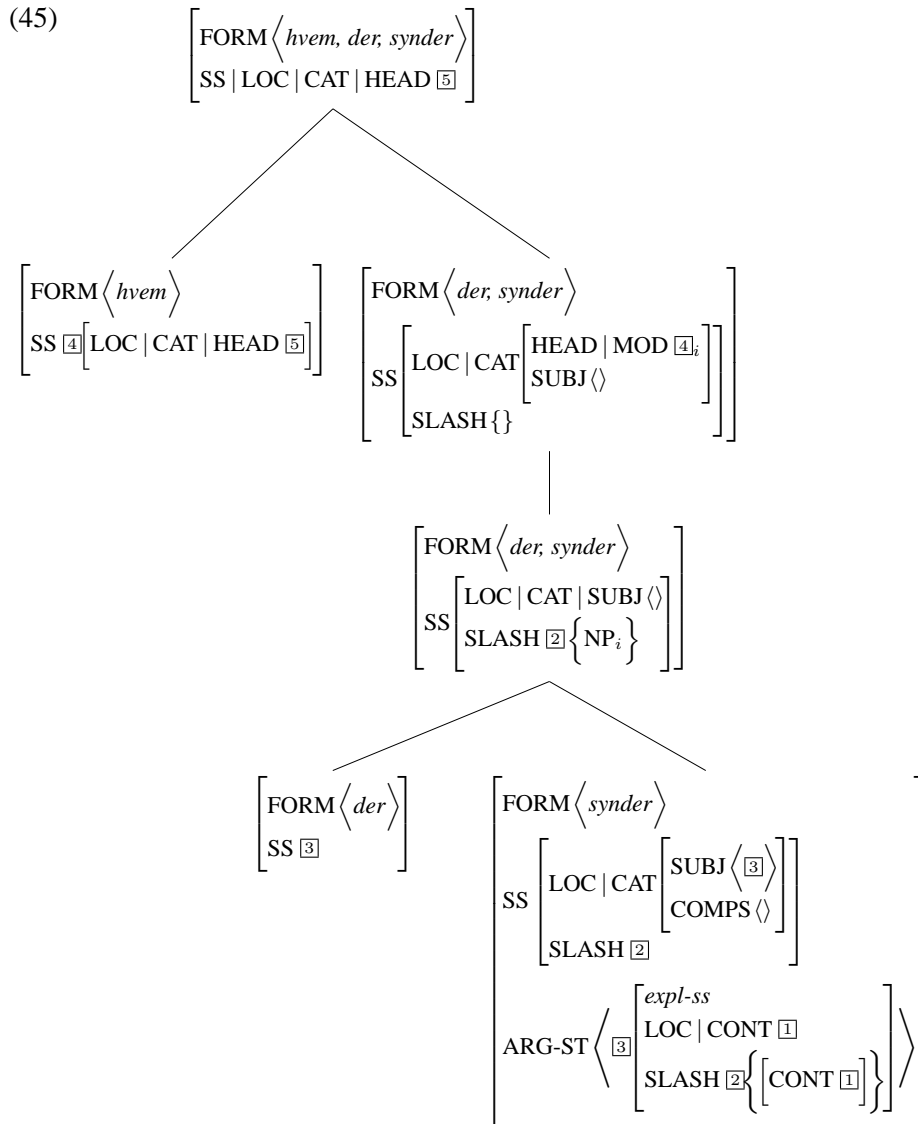 (45)
[FORM ⟨hvem, der, synder⟩
SS | LOC | CAT | HEAD [5]]
[FORM ⟨hvem⟩
SS [4][LOC | CAT | HEAD [5]]]
[FORM ⟨der, synder⟩
SS [LOC | CAT [HEAD | MOD [4]i
SUBJ ⟨⟩]
SLASH {}]]
[FORM ⟨der, synder⟩
SS [LOC | CAT | SUBJ ⟨⟩
SLASH [2] {NPi}]]
[FORM ⟨der⟩
SS [3]]
[FORM ⟨synder⟩
SS [LOC | CAT [SUBJ ⟨[3]⟩
COMPS ⟨⟩]
SLASH [2]]
ARG-ST ⟨[3] [expl-ss
LOC | CONT [1]
SLASH [2]{[CONT [1]]}]⟩